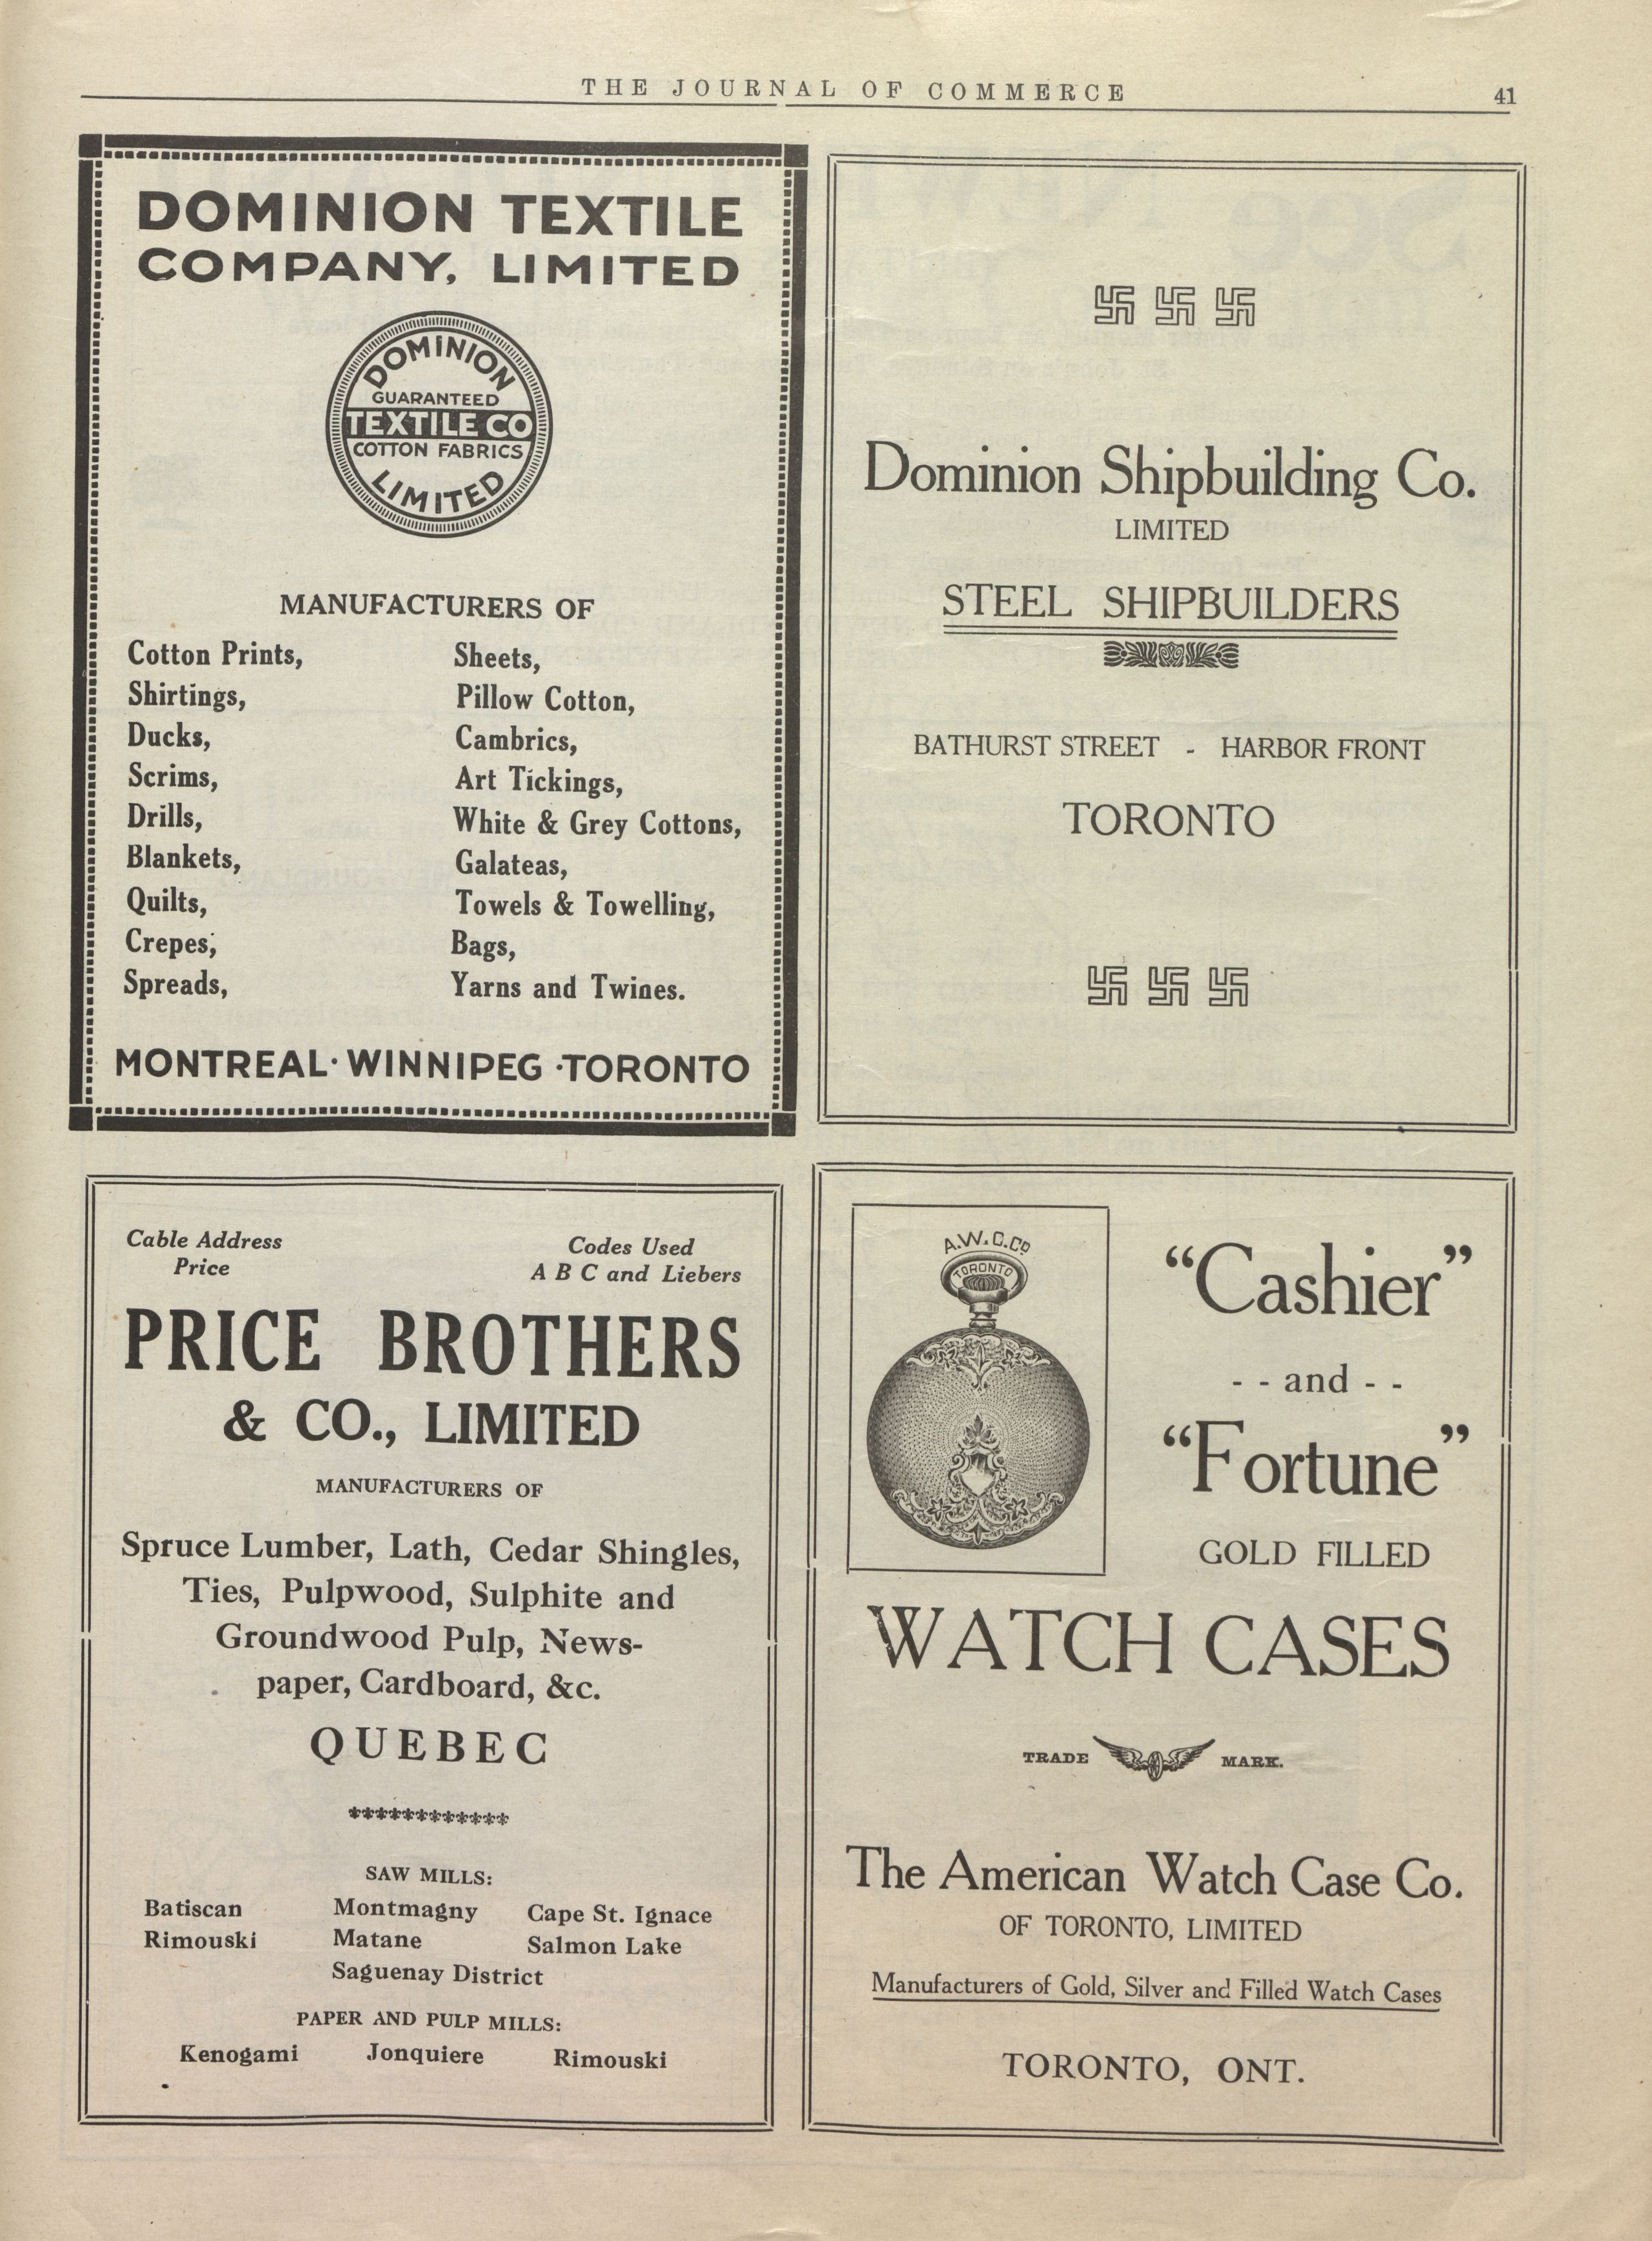 THE JOURNAL OF COMMERCE 41
DOMINION TEXTILE
COMPANY, LIMITED
DOMINION
GUARANTEED
TEXTILE CO
COTTON FABRICS
LIMITED
MANUFACTURERS OF
Cotton Prints,
Shirtings,
Ducks,
Scrims,
Drills,
Blankets,
Quilts,
Crepes,
Spreads,
Sheets,
Pillow Cotton,
Cambrics,
Art Tickings,
White & Grey Cottons,
Galateas,
Towels & Towelling,
Bags,
Yarns and Twines.
MONTREAL · WINNIPEG · TORONTO
Dominion Shipbuilding Co.
LIMITED
STEEL SHIPBUILDERS
BATHURST STREET - HARBOR FRONT
TORONTO
Cable Address
Price
Codes Used
A B C and Liebers
PRICE BROTHERS
& CO., LIMITED
MANUFACTURERS OF
Spruce Lumber, Lath, Cedar Shingles,
Ties, Pulpwood, Sulphite and
Groundwood Pulp, News-
paper, Cardboard, &c.
QUEBEC
SAW MILLS:
Batiscan Montmagny Cape St. Ignace
Rimouski Matane Salmon Lake
Saguenay District
PAPER AND PULP MILLS:
Kenogami Jonquiere Rimouski
A.W.C.Co
TORONTO
“Cashier”
- - and - -
“Fortune”
GOLD FILLED
WATCH CASES
TRADE MARK.
The American Watch Case Co.
OF TORONTO, LIMITED
Manufacturers of Gold, Silver and Filled Watch Cases
TORONTO, ONT.